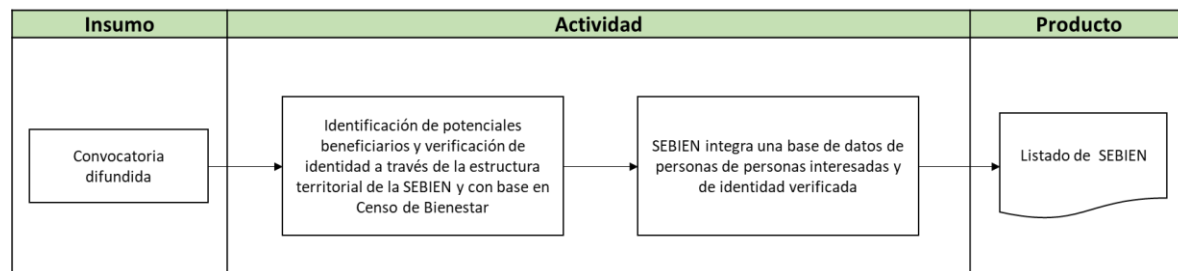 Insumo
Actividad
Producto
Convocatoria
difundida
Identificación de potenciales
beneficiarios y verificación de
identidad a través de la estructura
territorial de la SEBIEN y con base en
Censo de Bienestar
SEBIEN integra una base de datos de
personas de personas interesadas y
de identidad verificada
Listado de SEBIEN